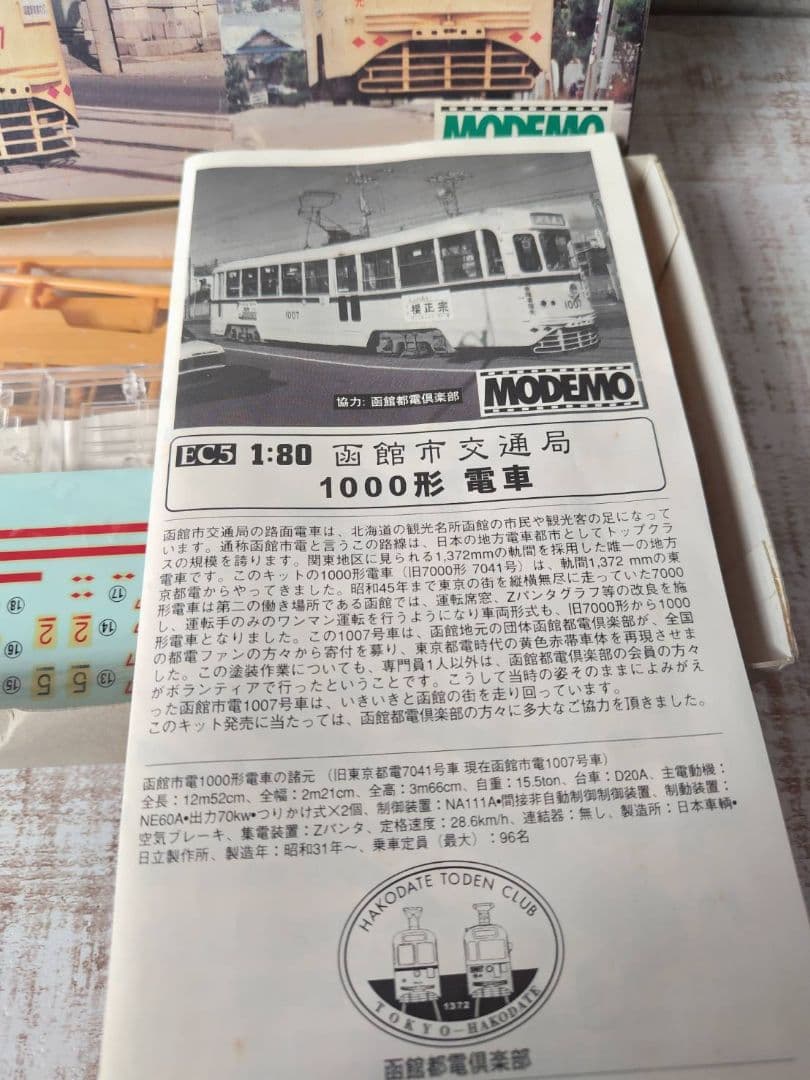 MODEMO
1007
櫻正宗
1007
協力: 函館都電倶楽部
MODEMO
EC5 1:80 函館市交通局
1000形 電車
函館市交通局の路面電車は、北海道の観光名所函館の市民や観光客の足になって
います。通称函館市電と言うこの路線は、日本の地方電車都市としてトップクラ
スの規模を誇ります。関東地区に見られる1,372mmの軌間を採用した唯一の地方
電車です。このキットの1000形電車（旧7000形 7041号）は、軌間1,372 mmの東
京都電からやってきました。昭和45年まで東京の街を縦横無尽に走っていた7000
形電車は第二の働き場所である函館では、運転席窓、Zパンタグラフ等の改良を施
し、運転手のみのワンマン運転を行うようになり車両形式も、旧7000形から1000
形電車となりました。この1007号車は、函館地元の団体函館都電倶楽部が、全国
の都電ファンの方々から寄付を募り、東京都電時代の黄色赤帯車体を再現させま
した。この塗装作業についても、専門員1人以外は、函館都電倶楽部の会員の方々
がボランティアで行ったということです。こうして当時の姿そのままによみがえ
った函館市電1007号車は、いきいきと函館の街を走り回っています。
このキット発売に当たっては、函館都電倶楽部の方々に多大なご協力を頂きました。
函館市電1000形電車の諸元 （旧東京都電7041号車 現在函館市電1007号車）
全長：12m52cm、全幅：2m21cm、全高：3m66cm、自重：15.5ton、台車：D20A、主電動機：
NE60A•出力70kw•つりかけ式×2個、制御装置：NA111A•間接非自動制御制御装置、制動装置：
空気ブレーキ、集電装置：Zパンタ、定格速度：28.6km/h、連結器：無し、製造所：日本車輌•
日立製作所、製造年：昭和31年〜、乗車定員（最大）：96名
HAKODATE TODEN CLUB
1372
TOKYO—HAKODATE
函館都電倶楽部
⑱
⑰
⑯
2
2
⑭
⑮
5
5
⑬